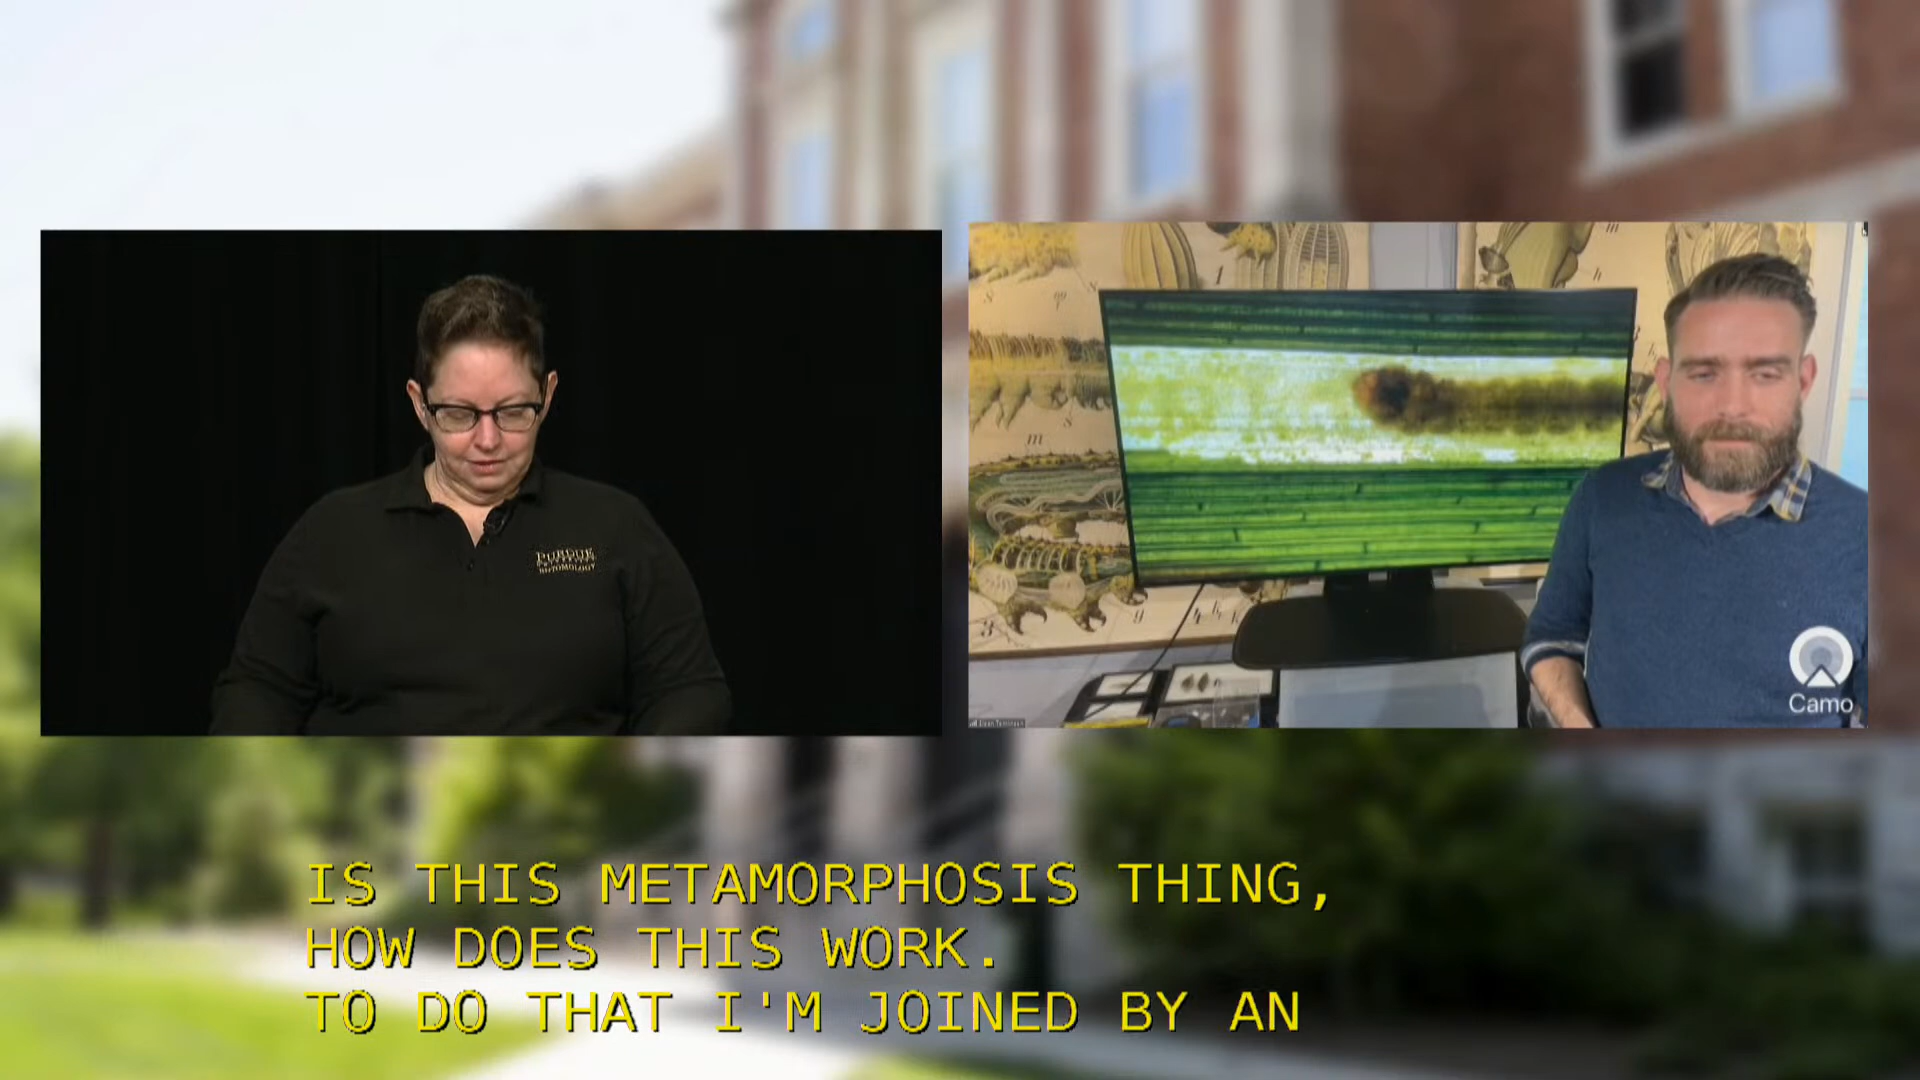 PURDUE
ENTOMOLOGY
Camo
IS THIS METAMORPHOSIS THING,
HOW DOES THIS WORK.
TO DO THAT I'M JOINED BY AN